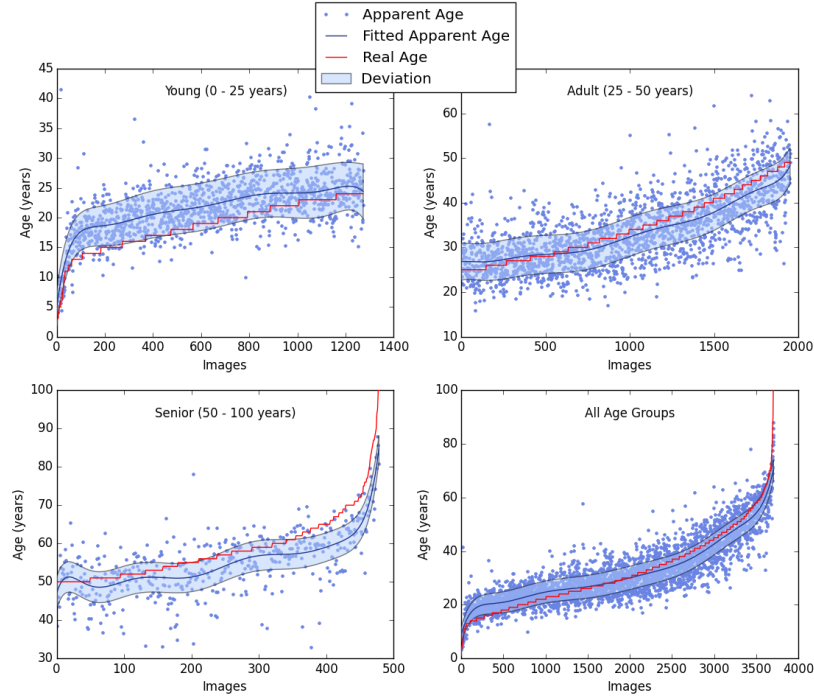 Apparent Age
Fitted Apparent Age
Real Age
Deviation
Young (0 - 25 years)
Age (years)
45
40
35
30
25
20
15
10
5
0
0 200 400 600 800 1000 1200 1400
Images
Adult (25 - 50 years)
Age (years)
60
50
40
30
20
10
0 500 1000 1500 2000
Images
Senior (50 - 100 years)
Age (years)
100
90
80
70
60
50
40
30
0 100 200 300 400 500
Images
All Age Groups
Age (years)
100
80
60
40
20
0
0 500 1000 1500 2000 2500 3000 3500 4000
Images